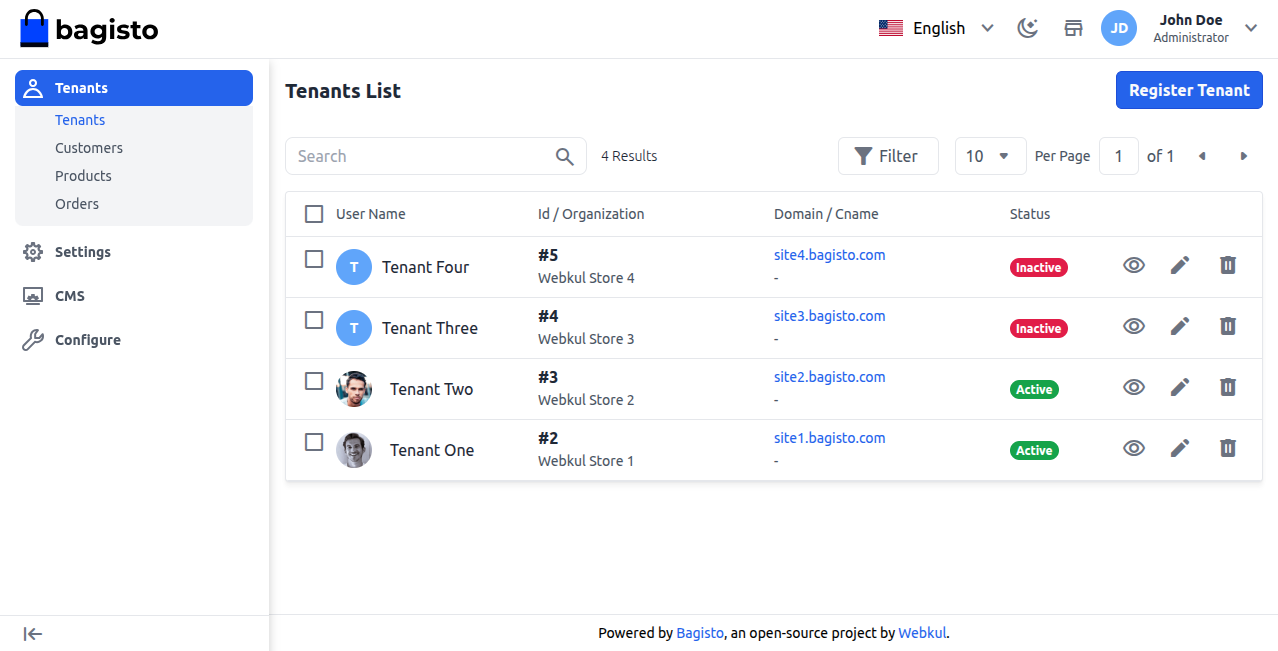 bagisto
English
JD
John Doe
Administrator
Tenants
Tenants
Customers
Products
Orders
Settings
CMS
Configure
Tenants List
Register Tenant
Search
4 Results
Filter
10
Per Page
1
of 1
User Name Id / Organization Domain / Cname Status
T Tenant Four #5 site4.bagisto.com Inactive
Webkul Store 4 -
T Tenant Three #4 site3.bagisto.com Inactive
Webkul Store 3 -
Tenant Two #3 site2.bagisto.com Active
Webkul Store 2 -
Tenant One #2 site1.bagisto.com Active
Webkul Store 1 -
Powered by Bagisto, an open-source project by Webkul.